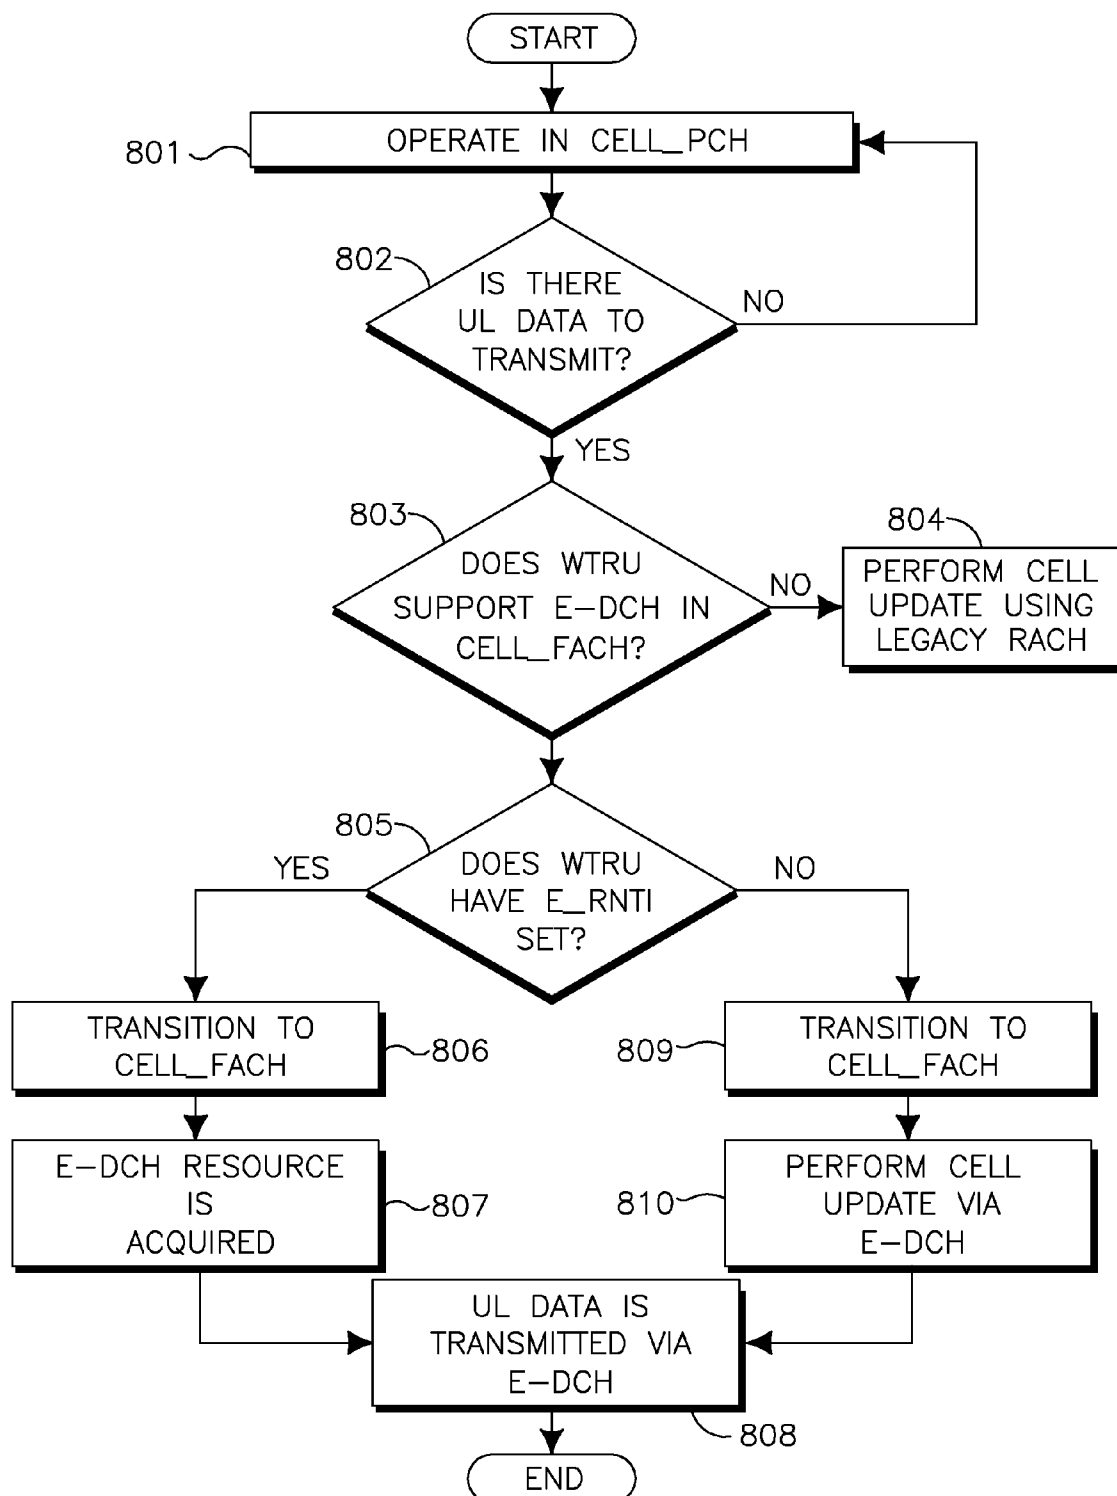 START
801
OPERATE IN CELL_PCH
802
IS THERE
UL DATA TO
TRANSMIT?
NO
YES
803
DOES WTRU
SUPPORT E-DCH IN
CELL_FACH?
NO
804
PERFORM CELL
UPDATE USING
LEGACY RACH
805
DOES WTRU
HAVE E_RNTI
SET?
YES
NO
TRANSITION TO
CELL_FACH
806
809
TRANSITION TO
CELL_FACH
E-DCH RESOURCE
IS
ACQUIRED
807
810
PERFORM CELL
UPDATE VIA
E-DCH
UL DATA IS
TRANSMITTED VIA
E-DCH
808
END